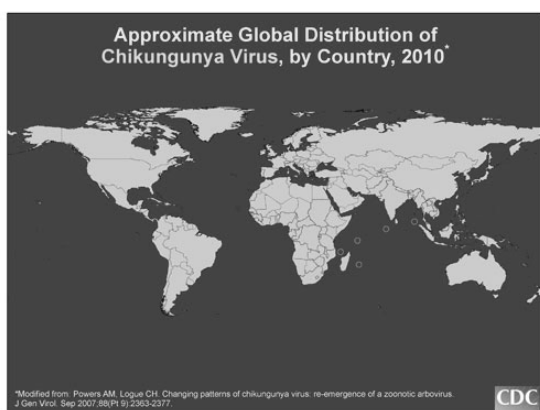 Approximate Global Distribution of
Chikungunya Virus, by Country, 2010*
*Modified from: Powers AM, Logue CH. Changing patterns of chikungunya virus: re-emergence of a zoonotic arbovirus.
J Gen Virol. Sep 2007;88(Pt 9):2363-2377.
CDC